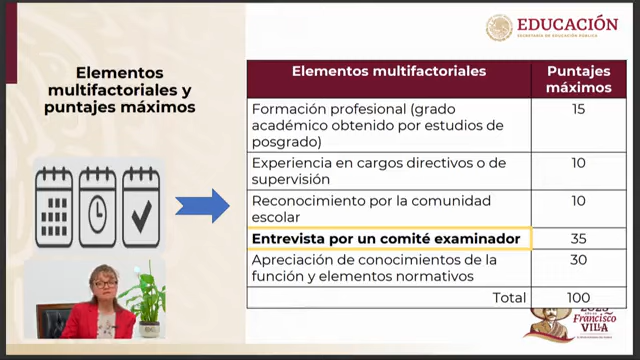 EDUCACIÓN
SECRETARÍA DE EDUCACIÓN PÚBLICA
Elementos
multifactoriales y
puntajes máximos
Elementos multifactoriales
Puntajes
máximos
Formación profesional (grado
académico obtenido por estudios de
posgrado)
15
Experiencia en cargos directivos o de
supervisión
10
Reconocimiento por la comunidad
escolar
10
Entrevista por un comité examinador
35
Apreciación de conocimientos de la
función y elementos normativos
30
Total
100
Francisco
VILLA